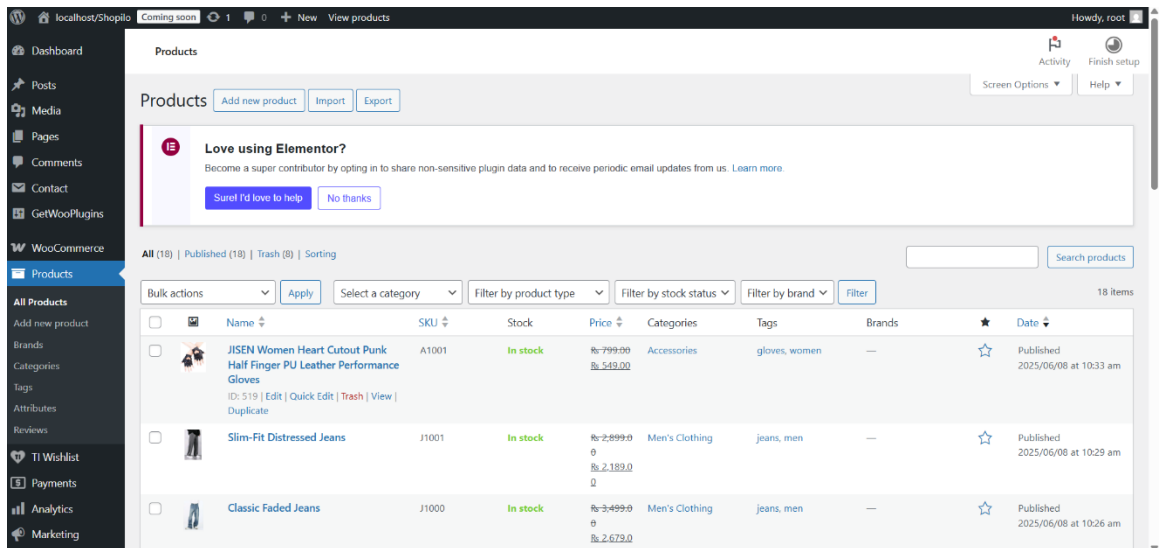 localhost/Shopilo Coming soon 1 0 + New View products Howdy, root
Dashboard
Posts
Media
Pages
Comments
Contact
GetWooPlugins
WooCommerce
Products
All Products
Add new product
Brands
Categories
Tags
Attributes
Reviews
TI Wishlist
Payments
Analytics
Marketing
Products
Activity Finish setup
Screen Options ▼ Help ▼
Products Add new product Import Export
Love using Elementor?
Become a super contributor by opting in to share non-sensitive plugin data and to receive periodic email updates from us. Learn more.
Sure! I'd love to help No thanks
All (18) | Published (18) | Trash (8) | Sorting
Search products
Bulk actions Apply Select a category Filter by product type Filter by stock status Filter by brand Filter 18 items
Name SKU Stock Price Categories Tags Brands Date
JISEN Women Heart Cutout Punk A1001 In stock ₨ 799.00 Accessories gloves, women — Published
Half Finger PU Leather Performance ₨ 549.00 2025/06/08 at 10:33 am
Gloves
ID: 519 | Edit | Quick Edit | Trash | View |
Duplicate
Slim-Fit Distressed Jeans J1001 In stock ₨ 2,899.0 Men's Clothing jeans, men — Published
0 2025/06/08 at 10:29 am
₨ 2,189.0
0
Classic Faded Jeans J1000 In stock ₨ 3,499.0 Men's Clothing jeans, men — Published
0 2025/06/08 at 10:26 am
₨ 2,679.0